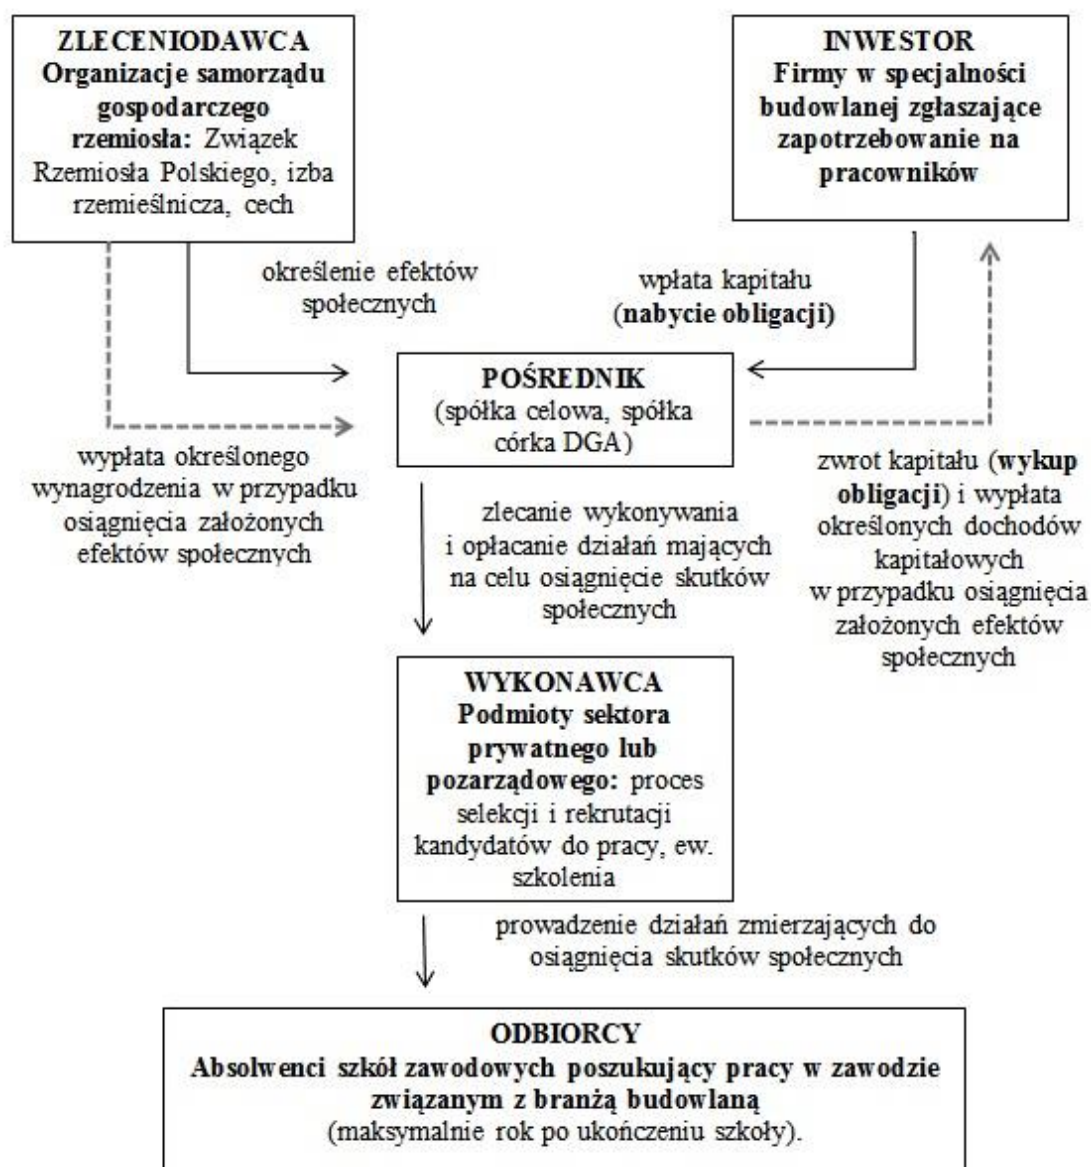 ZLECENIODAWCA
Organizacje samorządu
gospodarczego
rzemiosła: Związek
Rzemiosła Polskiego, izba
rzemieślnicza, cech
INWESTOR
Firmy w specjalności
budowlanej zgłaszające
zapotrzebowanie na
pracowników
określenie efektów
społecznych
wpłata kapitału
(nabycie obligacji)
POŚREDNIK
(spółka celowa, spółka
córka DGA)
wypłata określonego
wynagrodzenia w przypadku
osiągnięcia założonych
efektów społecznych
zwrot kapitału (wykup
obligacji) i wypłata
określonych dochodów
kapitałowych
w przypadku osiągnięcia
założonych efektów
społecznych
zlecanie wykonywania
i opłacanie działań mających
na celu osiągnięcie skutków
społecznych
WYKONAWCA
Podmioty sektora
prywatnego lub
pozarządowego: proces
selekcji i rekrutacji
kandydatów do pracy, ew.
szkolenia
prowadzenie działań zmierzających do
osiągnięcia skutków społecznych
ODBIORCY
Absolwenci szkół zawodowych poszukujący pracy w zawodzie
związanym z branżą budowlaną
(maksymalnie rok po ukończeniu szkoły).